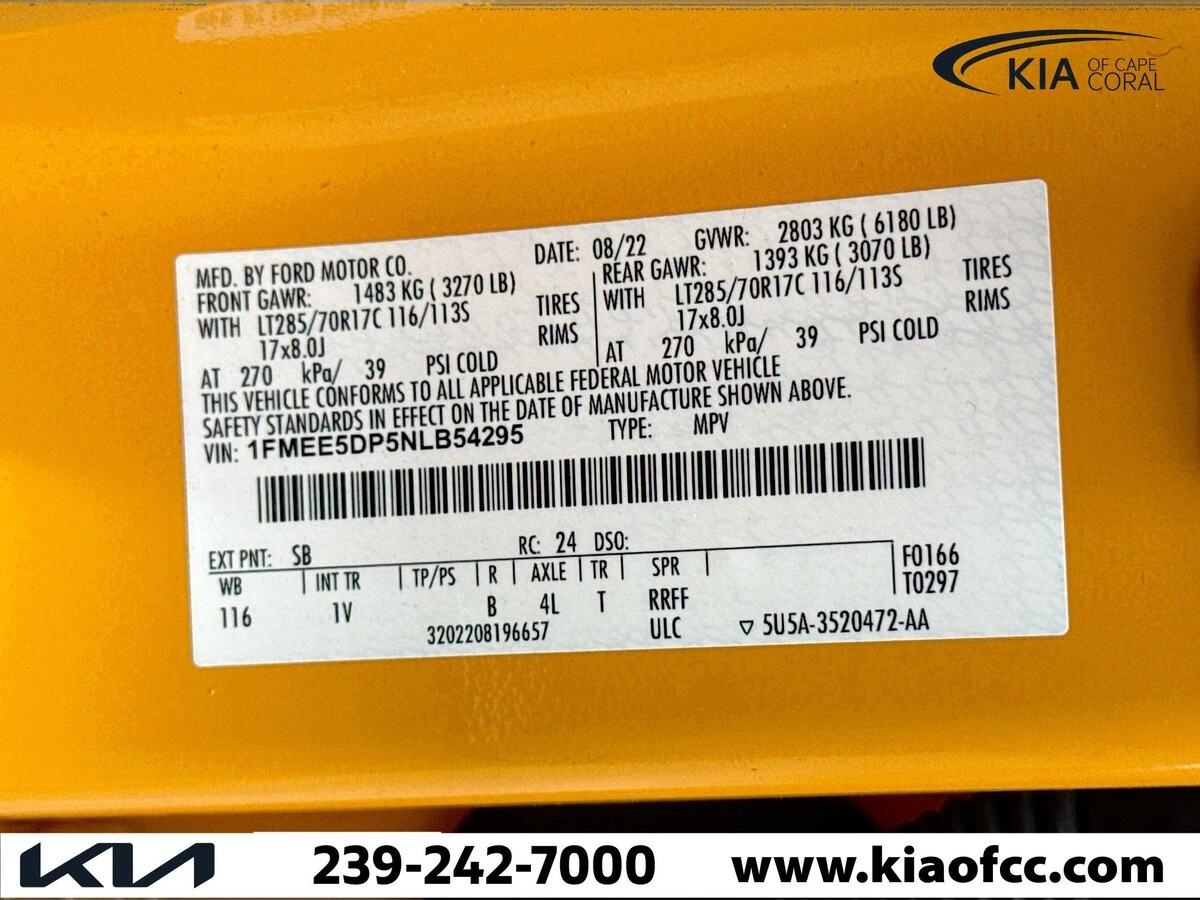 KIA OF CAPE CORAL
MFD. BY FORD MOTOR CO. DATE: 08/22 GVWR: 2803 KG ( 6180 LB)
FRONT GAWR: 1483 KG ( 3270 LB) REAR GAWR: 1393 KG ( 3070 LB)
WITH LT285/70R17C 116/113S TIRES WITH LT285/70R17C 116/113S TIRES
17x8.0J RIMS 17x8.0J RIMS
AT 270 kPa/ 39 PSI COLD AT 270 kPa/ 39 PSI COLD
THIS VEHICLE CONFORMS TO ALL APPLICABLE FEDERAL MOTOR VEHICLE
SAFETY STANDARDS IN EFFECT ON THE DATE OF MANUFACTURE SHOWN ABOVE.
VIN: 1FMEE5DP5NLB54295 TYPE: MPV
EXT PNT: SB RC: 24 DSO:
WB INT TR TP/PS R AXLE TR SPR F0166
116 1V B 4L T RRFF T0297
3202208196657 ULC ▽ 5U5A-3520472-AA
KIA 239-242-7000 www.kiaofcc.com